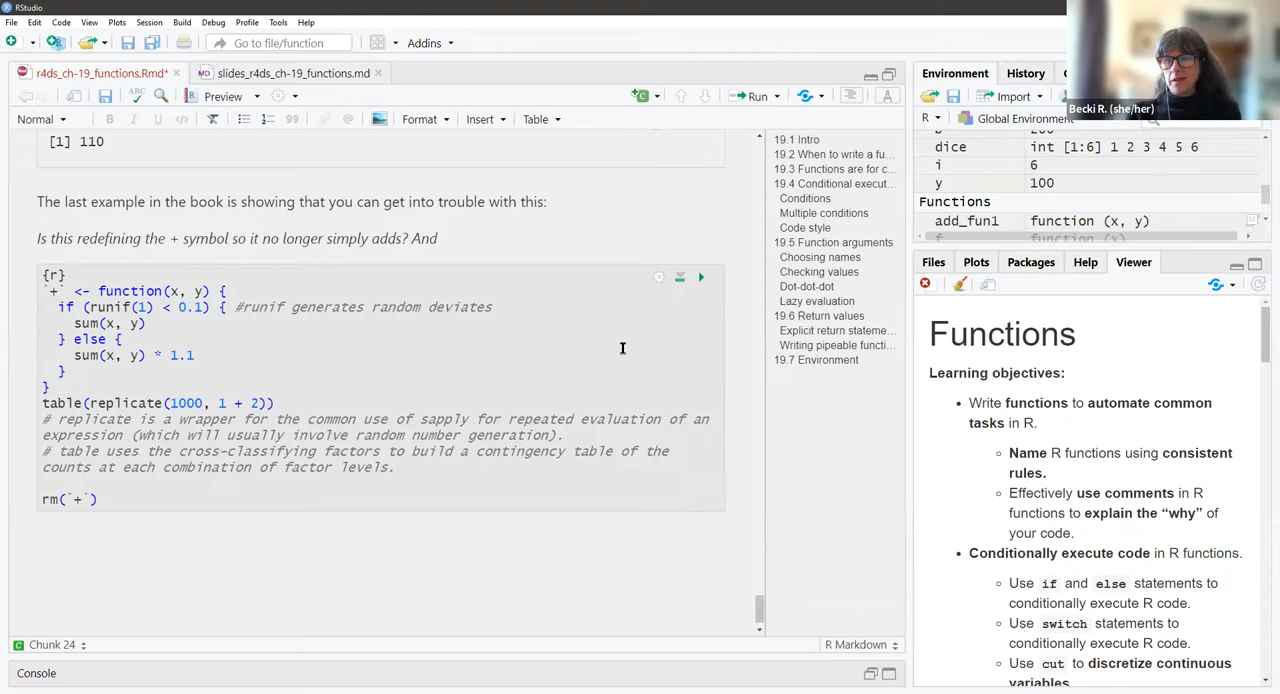 RStudio
File Edit Code View Plots Session Build Debug Profile Tools Help
Go to file/function
Addins
r4ds_ch-19_functions.Rmd*
slides_r4ds_ch-19_functions.md
ABC
Preview
Run
Normal
B I U </>
Format
Insert
Table
[1] 110
The last example in the book is showing that you can get into trouble with this:
Is this redefining the + symbol so it no longer simply adds? And
{r}
`+` <- function(x, y) {
if (runif(1) < 0.1) { #runif generates random deviates
sum(x, y)
} else {
sum(x, y) * 1.1
}
}
table(replicate(1000, 1 + 2))
# replicate is a wrapper for the common use of sapply for repeated evaluation of an
expression (which will usually involve random number generation).
# table uses the cross-classifying factors to build a contingency table of the
counts at each combination of factor levels.
rm(`+`)
Chunk 24
R Markdown
Console
19.1 Intro
19.2 When to write a fu...
19.3 Functions are for c...
19.4 Conditional execut...
Conditions
Multiple conditions
Code style
19.5 Function arguments
Choosing names
Checking values
Dot-dot-dot
Lazy evaluation
19.6 Return values
Explicit return stateme...
Writing pipeable functi...
19.7 Environment
Becki R. (she/her)
Environment
History
Import
R
Global Environment
b 200
dice int [1:6] 1 2 3 4 5 6
i 6
y 100
Functions
add_fun1 function (x, y)
f function (x)
Files Plots Packages Help Viewer
Functions
Learning objectives:
• Write functions to automate common
tasks in R.
○ Name R functions using consistent
rules.
○ Effectively use comments in R
functions to explain the “why” of
your code.
• Conditionally execute code in R functions.
○ Use if and else statements to
conditionally execute R code.
○ Use switch statements to
conditionally execute R code.
○ Use cut to discretize continuous
variables